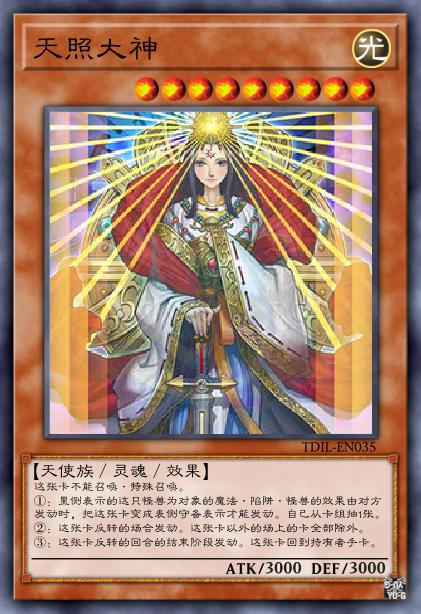 天照大神
光
TDIL-EN035
【天使族/灵魂/效果】
这张卡不能召唤·特殊召唤。
①：里侧表示的这只怪兽为对象的魔法·陷阱·怪兽的效果由对方
发动时，把这张卡变成表侧守备表示才能发动。自己从卡组抽1张。
②：这张卡反转的场合发动。这张卡以外的场上的卡全部除外。
③：这张卡反转的回合的结束阶段发动。这张卡回到持有者手卡。
ATK/3000 DEF/3000